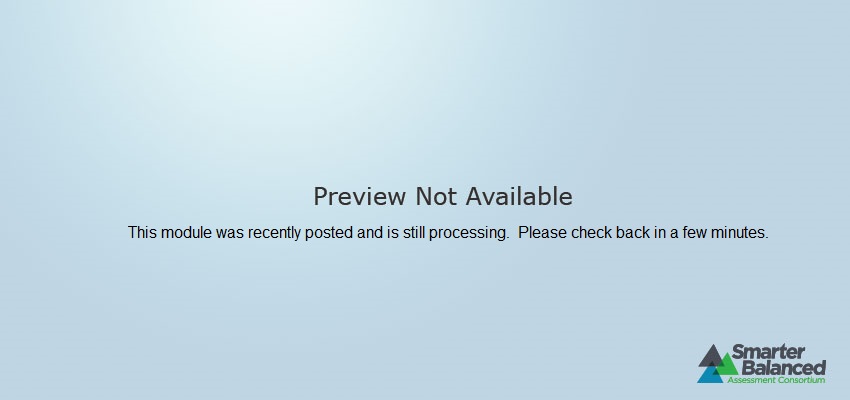 Preview Not Available
This module was recently posted and is still processing.  Please check back in a few minutes.
Smarter
Balanced
Assessment Consortium